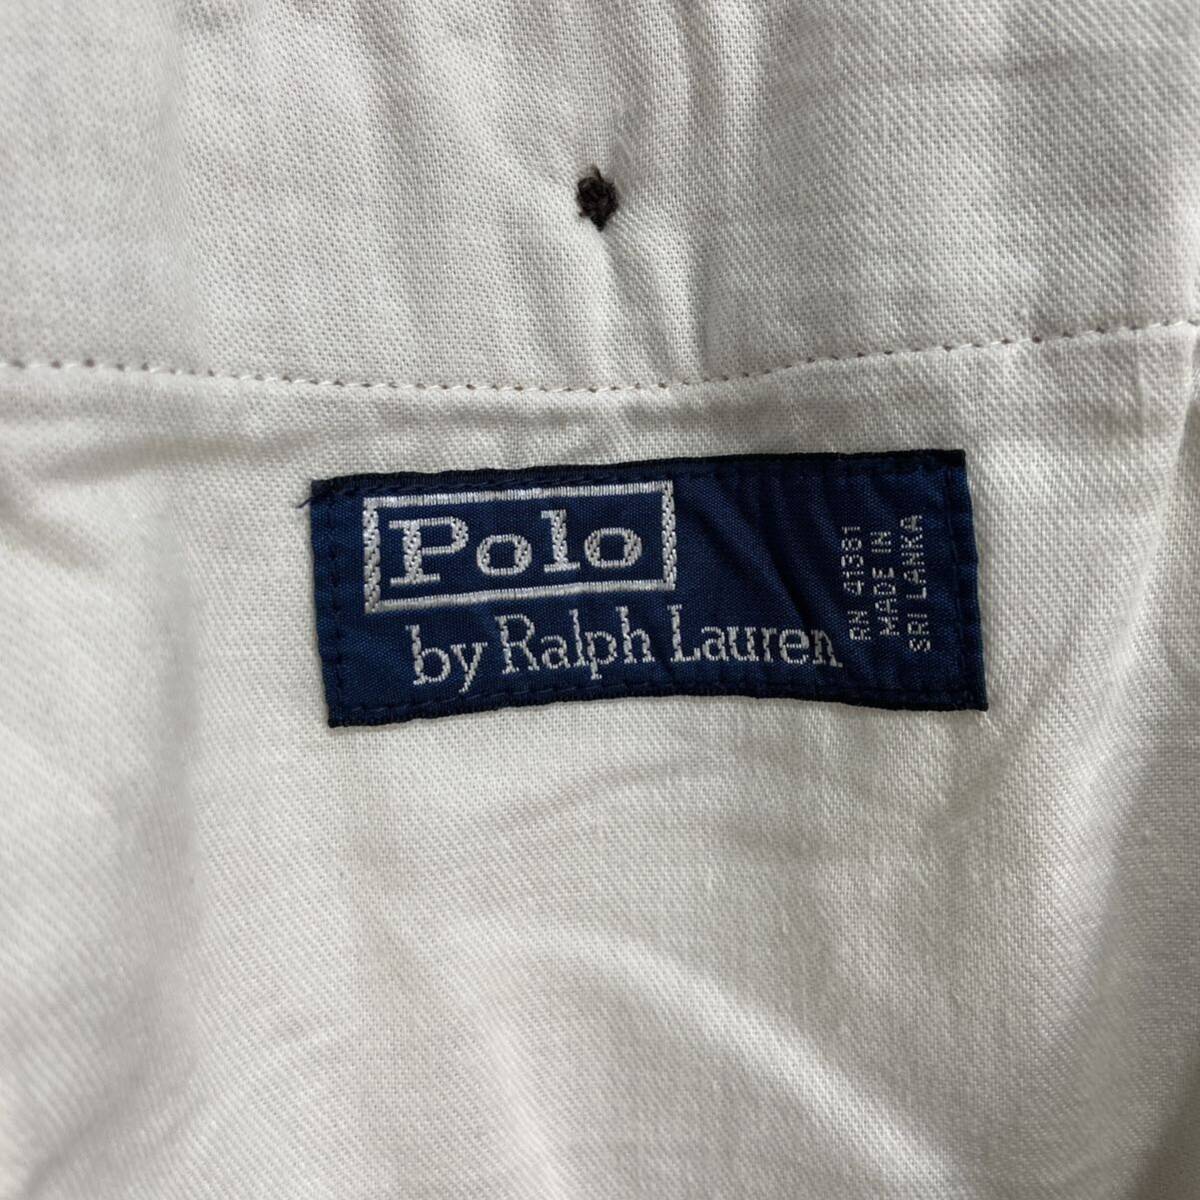 Polo
by Ralph Lauren
RN 41381
MADE IN
SRI LANKA